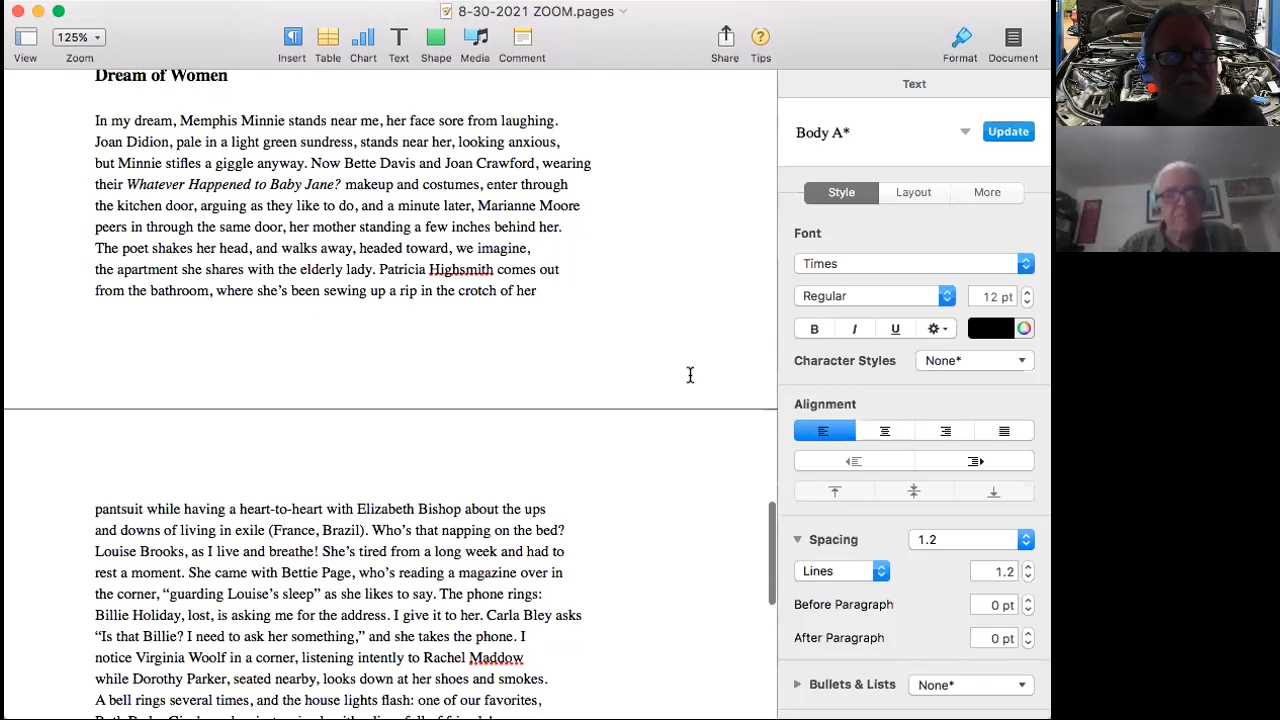 8-30-2021 ZOOM.pages
125%
View
Zoom
Insert
Table
Chart
Text
Shape
Media
Comment
Share
Tips
Format
Document
Dream of Women
In my dream, Memphis Minnie stands near me, her face sore from laughing.
Joan Didion, pale in a light green sundress, stands near her, looking anxious,
but Minnie stifles a giggle anyway. Now Bette Davis and Joan Crawford, wearing
their Whatever Happened to Baby Jane? makeup and costumes, enter through
the kitchen door, arguing as they like to do, and a minute later, Marianne Moore
peers in through the same door, her mother standing a few inches behind her.
The poet shakes her head, and walks away, headed toward, we imagine,
the apartment she shares with the elderly lady. Patricia Highsmith comes out
from the bathroom, where she’s been sewing up a rip in the crotch of her
pantsuit while having a heart-to-heart with Elizabeth Bishop about the ups
and downs of living in exile (France, Brazil). Who’s that napping on the bed?
Louise Brooks, as I live and breathe! She’s tired from a long week and had to
rest a moment. She came with Bettie Page, who’s reading a magazine over in
the corner, “guarding Louise’s sleep” as she likes to say. The phone rings:
Billie Holiday, lost, is asking me for the address. I give it to her. Carla Bley asks
“Is that Billie? I need to ask her something,” and she takes the phone. I
notice Virginia Woolf in a corner, listening intently to Rachel Maddow
while Dorothy Parker, seated nearby, looks down at her shoes and smokes.
A bell rings several times, and the house lights flash: one of our favorites,
Text
Body A*
Update
Style
Layout
More
Font
Times
Regular
12 pt
B
I
U
Character Styles
None*
Alignment
Spacing
1.2
Lines
1.2
Before Paragraph
0 pt
After Paragraph
0 pt
Bullets & Lists
None*